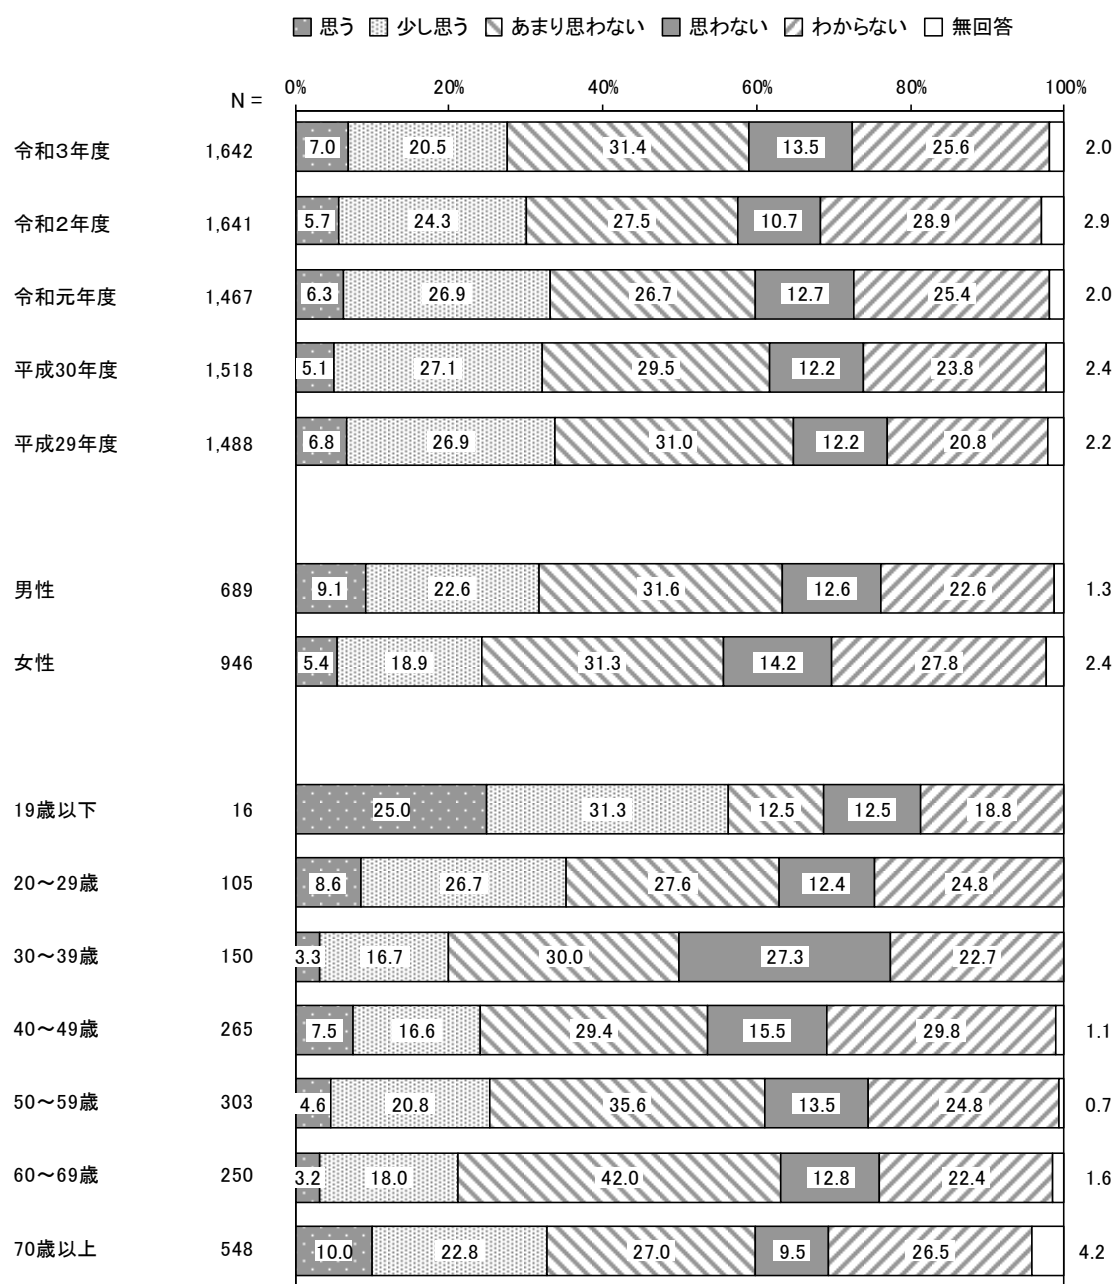 思う 少し思う あまり思わない 思わない わからない 無回答
0% 20% 40% 60% 80% 100%
N =
令和3年度 1,642 7.0 20.5 31.4 13.5 25.6 2.0
令和2年度 1,641 5.7 24.3 27.5 10.7 28.9 2.9
令和元年度 1,467 6.3 26.9 26.7 12.7 25.4 2.0
平成30年度 1,518 5.1 27.1 29.5 12.2 23.8 2.4
平成29年度 1,488 6.8 26.9 31.0 12.2 20.8 2.2
男性 689 9.1 22.6 31.6 12.6 22.6 1.3
女性 946 5.4 18.9 31.3 14.2 27.8 2.4
19歳以下 16 25.0 31.3 12.5 12.5 18.8
20~29歳 105 8.6 26.7 27.6 12.4 24.8
30~39歳 150 3.3 16.7 30.0 27.3 22.7
40~49歳 265 7.5 16.6 29.4 15.5 29.8 1.1
50~59歳 303 4.6 20.8 35.6 13.5 24.8 0.7
60~69歳 250 3.2 18.0 42.0 12.8 22.4 1.6
70歳以上 548 10.0 22.8 27.0 9.5 26.5 4.2